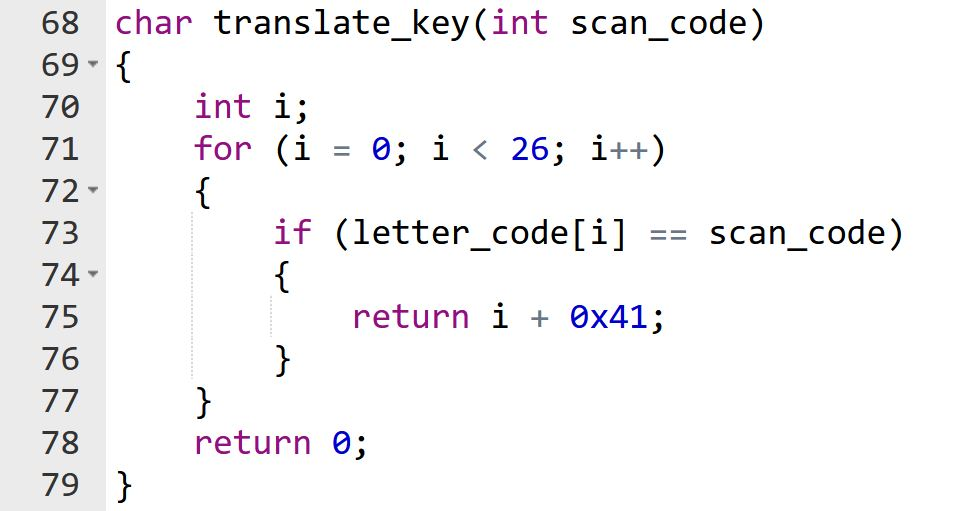 68 char translate_key(int scan_code)
69 {
70     int i;
71     for (i = 0; i < 26; i++)
72     {
73         if (letter_code[i] == scan_code)
74         {
75             return i + 0x41;
76         }
77     }
78     return 0;
79 }